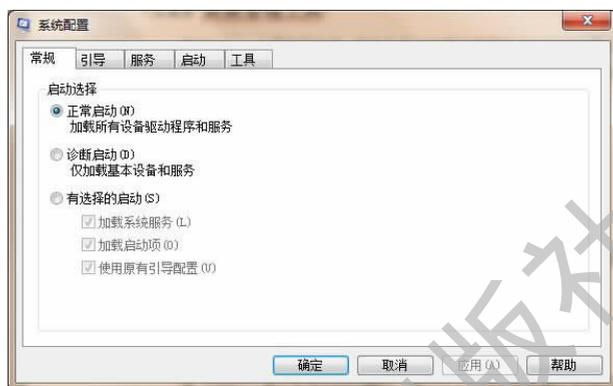 系统配置
常规 引导 服务 启动 工具
启动选择
正常启动(N)
加载所有设备驱动程序和服务
诊断启动(D)
仅加载基本设备和服务
有选择的启动(S)
加载系统服务(L)
加载启动项(O)
使用原有引导配置(U)
确定 取消 应用(A) 帮助
版社